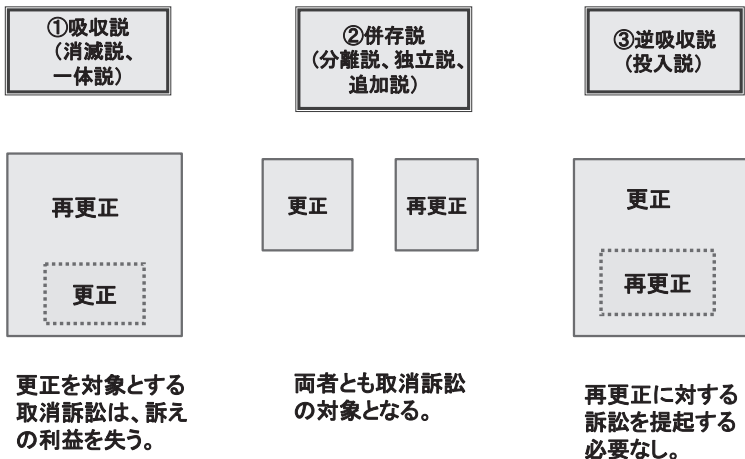 ①吸収説
(消滅説、
一体説)
②併存説
(分離説、独立説、
追加説)
③逆吸収説
(投入説)
再更正
更正
更正
再更正
更正
再更正
更正を対象とする
取消訴訟は、訴え
の利益を失う。
両者とも取消訴訟
の対象となる。
再更正に対する
訴訟を提起する
必要なし。